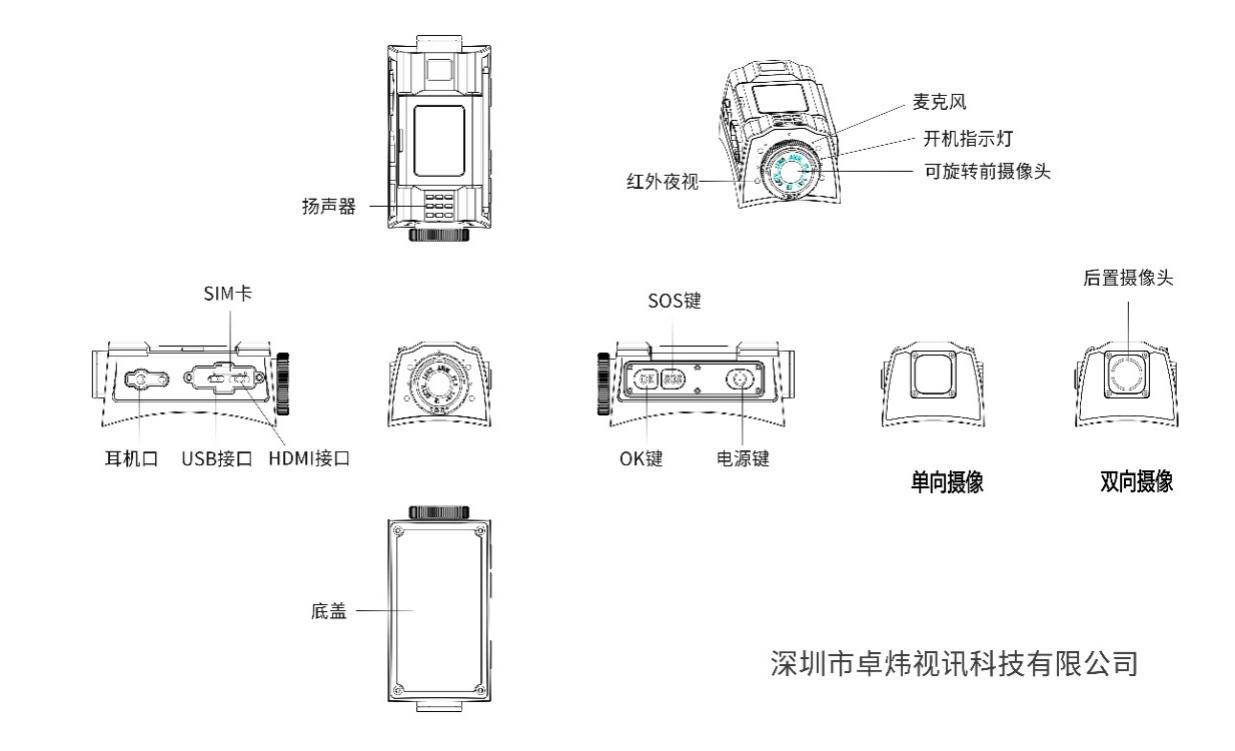 麦克风
开机指示灯
可旋转前摄像头
红外夜视
扬声器
后置摄像头
SIM卡
SOS键
OK
SOS
耳机口
USB接口
HDMI接口
OK键
电源键
单向摄像
双向摄像
底盖
深圳市卓炜视讯科技有限公司